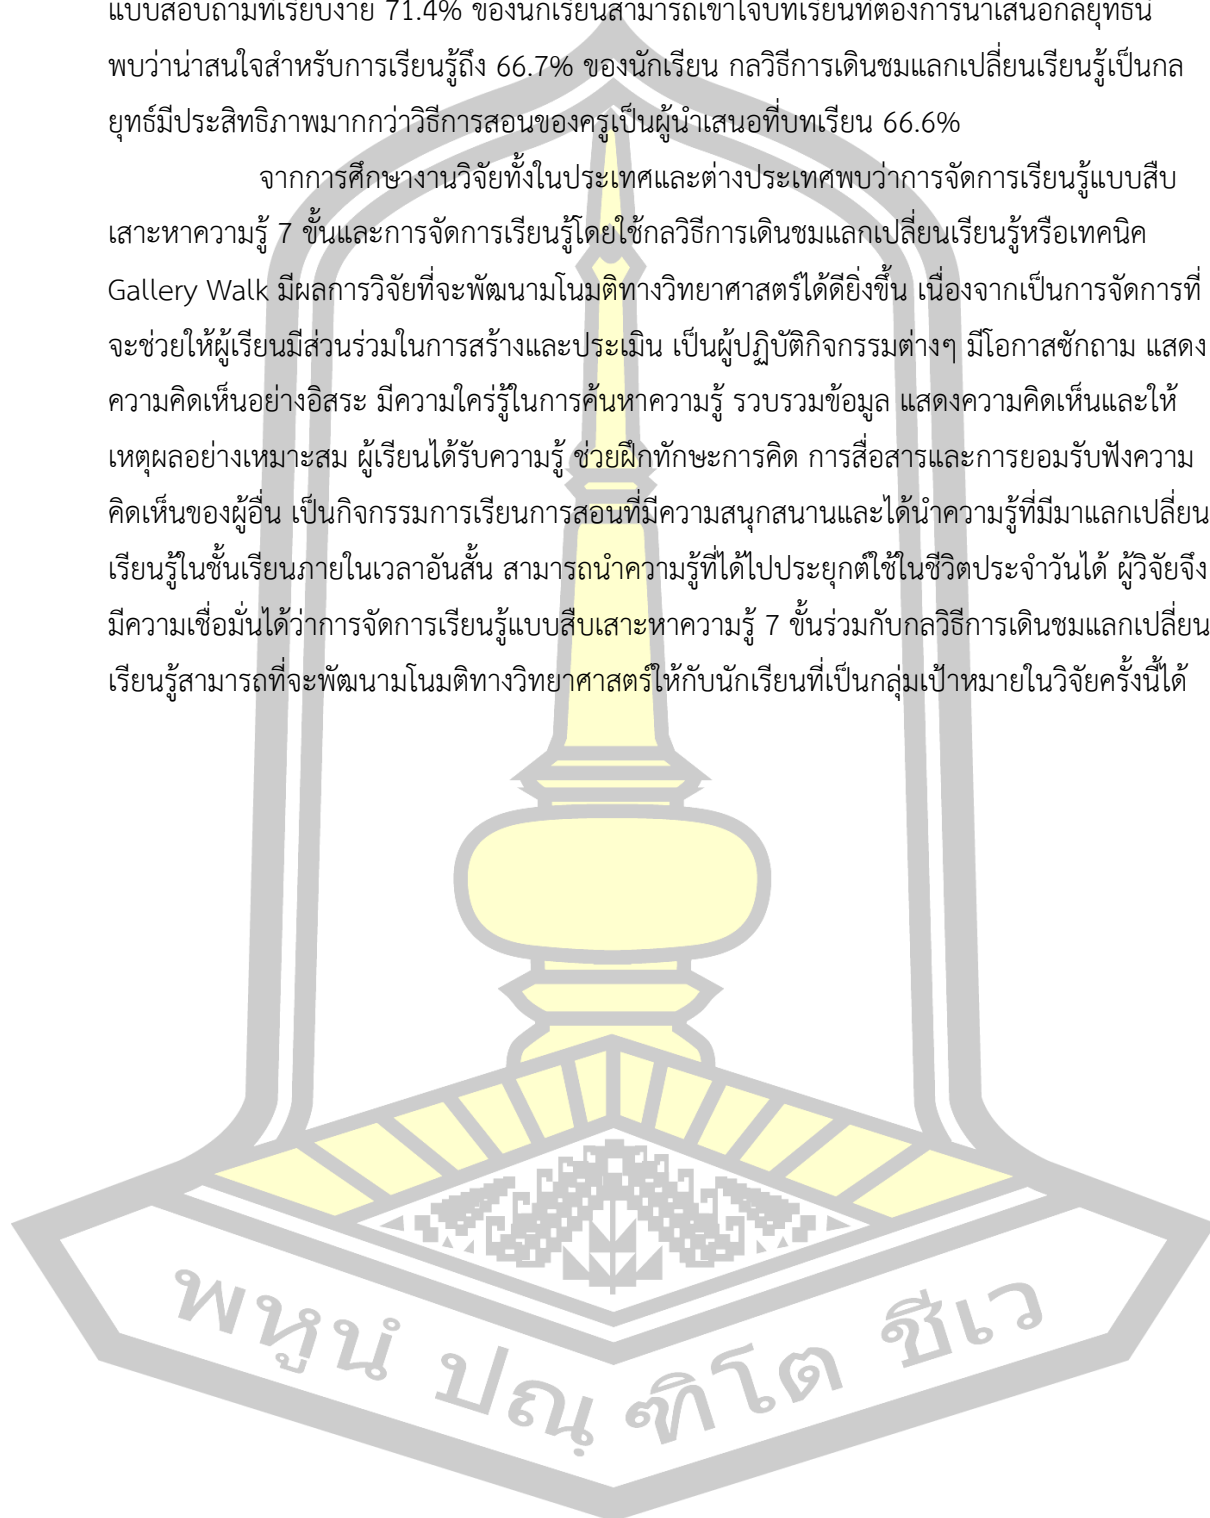 แบบสอบถามที่เรียบง่าย 71.4% ของนักเรียนสามารถเข้าใจบทเรียนที่ต้องการนำเสนอกลยุทธ์นี้
พบว่าน่าสนใจสำหรับการเรียนรู้ถึง 66.7% ของนักเรียน กลวิธีการเดินชมแลกเปลี่ยนเรียนรู้เป็นกล
ยุทธ์มีประสิทธิภาพมากกว่าวิธีการสอนของครูเป็นผู้นำเสนอที่บทเรียน 66.6%
จากการศึกษางานวิจัยทั้งในประเทศและต่างประเทศพบว่าการจัดการเรียนรู้แบบสืบ
เสาะหาความรู้ 7 ขั้นและการจัดการเรียนรู้โดยใช้กลวิธีการเดินชมแลกเปลี่ยนเรียนรู้หรือเทคนิค
Gallery Walk มีผลการวิจัยที่จะพัฒนามโนมติทางวิทยาศาสตร์ได้ดียิ่งขึ้น เนื่องจากเป็นการจัดการที่
จะช่วยให้ผู้เรียนมีส่วนร่วมในการสร้างและประเมิน เป็นผู้ปฏิบัติกิจกรรมต่างๆ มีโอกาสซักถาม แสดง
ความคิดเห็นอย่างอิสระ มีความใคร่รู้ในการค้นหาความรู้ รวบรวมข้อมูล แสดงความคิดเห็นและให้
เหตุผลอย่างเหมาะสม ผู้เรียนได้รับความรู้ ช่วยฝึกทักษะการคิด การสื่อสารและการยอมรับฟังความ
คิดเห็นของผู้อื่น เป็นกิจกรรมการเรียนการสอนที่มีความสนุกสนานและได้นำความรู้ที่มีมาแลกเปลี่ยน
เรียนรู้ในชั้นเรียนภายในเวลาอันสั้น สามารถนำความรู้ที่ได้ไปประยุกต์ใช้ในชีวิตประจำวันได้ ผู้วิจัยจึง
มีความเชื่อมั่นได้ว่าการจัดการเรียนรู้แบบสืบเสาะหาความรู้ 7 ขั้นร่วมกับกลวิธีการเดินชมแลกเปลี่ยน
เรียนรู้สามารถที่จะพัฒนามโนมติทางวิทยาศาสตร์ให้กับนักเรียนที่เป็นกลุ่มเป้าหมายในวิจัยครั้งนี้ได้
พหูนํ ปณฺฑิโต ชีเว